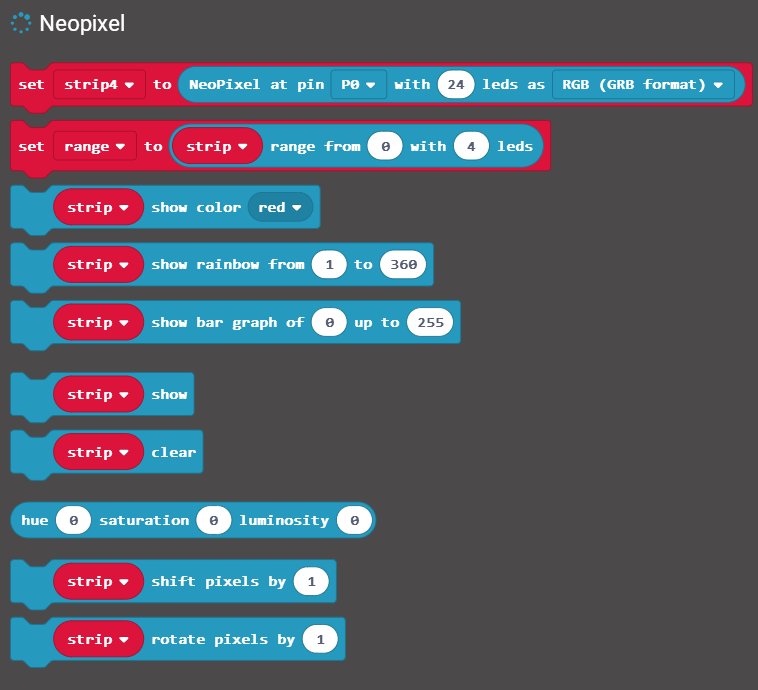 Neopixel
set strip4 to NeoPixel at pin P0 with 24 leds as RGB (GRB format)
set range to strip range from 0 with 4 leds
strip show color red
strip show rainbow from 1 to 360
strip show bar graph of 0 up to 255
strip show
strip clear
hue 0 saturation 0 luminosity 0
strip shift pixels by 1
strip rotate pixels by 1